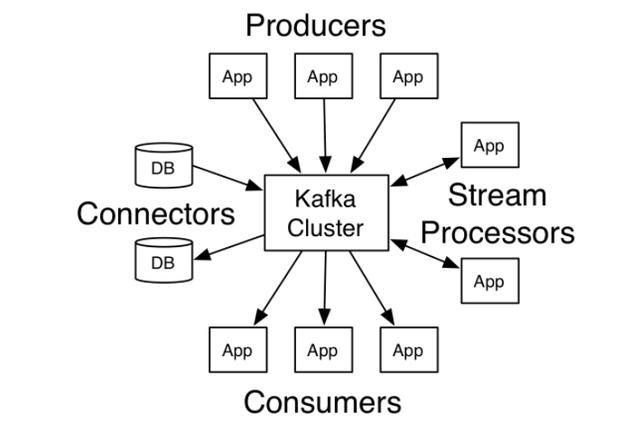 Producers
App
App
App
DB
App
Kafka
Cluster
Connectors
Stream
Processors
DB
App
App
App
App
Consumers